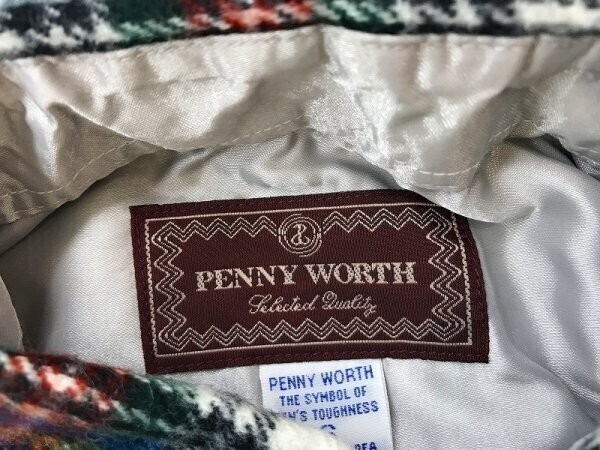 PENNY WORTH
Selected Quality
PENNY WORTH
THE SYMBOL OF
N'S TOUGHNESS